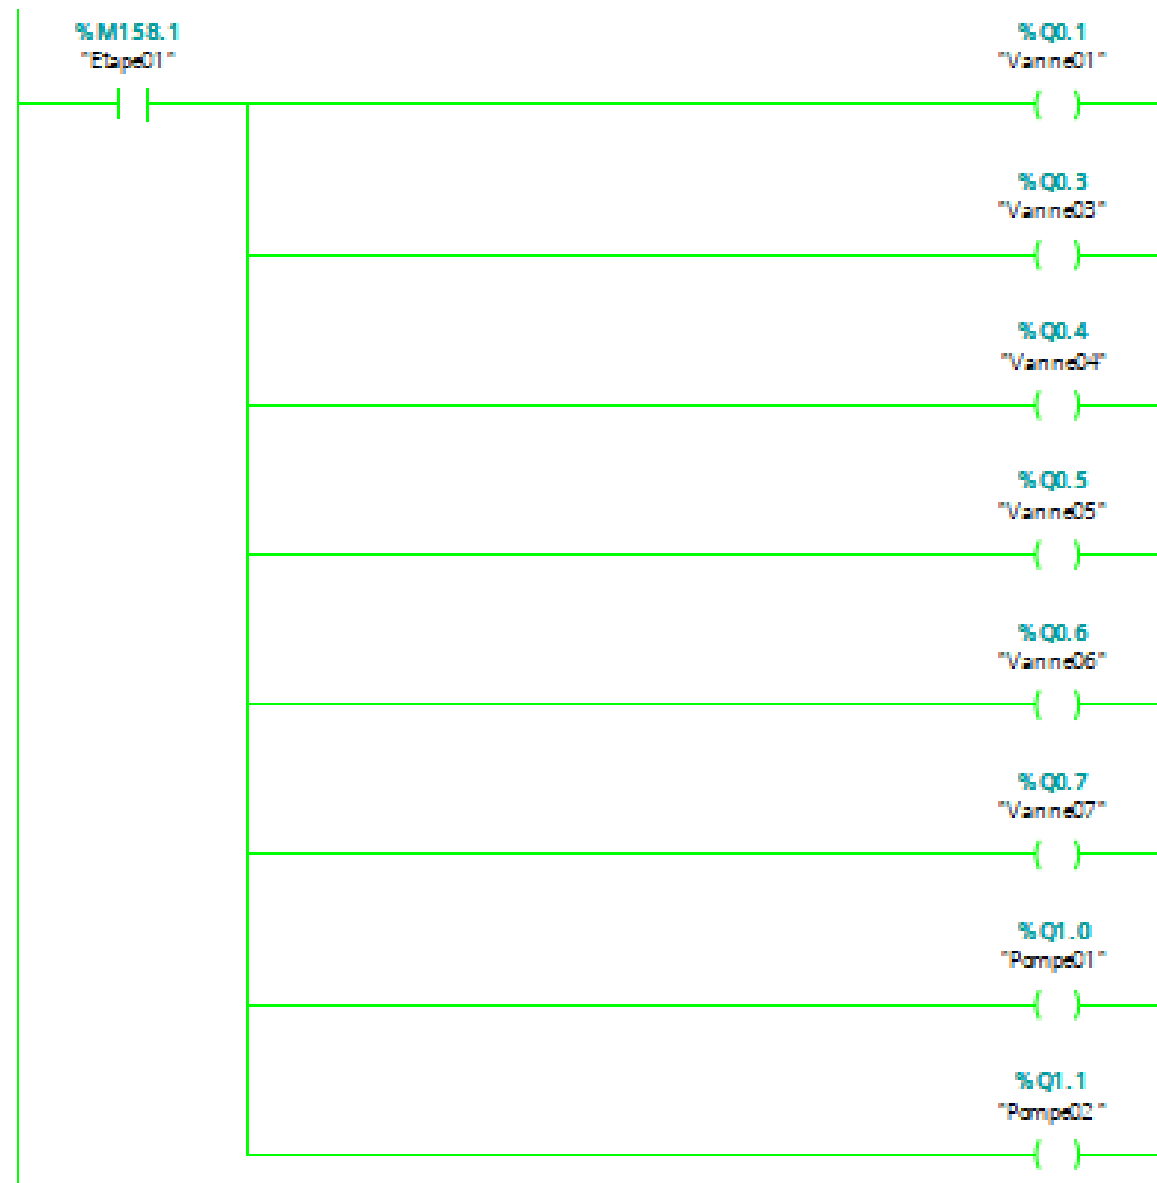 %M158.1
"Etape01"
%Q0.1
"Vanne01"
%Q0.3
"Vanne03"
%Q0.4
"Vanne04"
%Q0.5
"Vanne05"
%Q0.6
"Vanne06"
%Q0.7
"Vanne07"
%Q1.0
"Pompe01"
%Q1.1
"Pompe02"